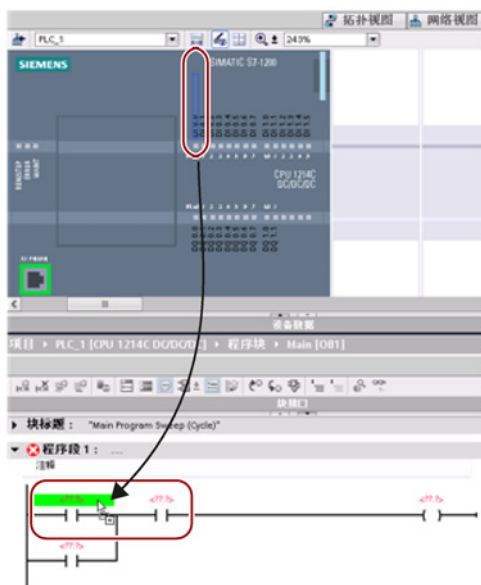 拓扑视图 网络视图
PLC_1 243%
SIEMENS SIMATIC S7-1200
CPU 1214C
DC/DC/DC
设备数据
项目 ▸ PLC_1 [CPU 1214C DC/DC/DC] ▸ 程序块 ▸ Main [OB1]
块接口
块标题： "Main Program Sweep (Cycle)"
程序段 1： ....
注释
<??.?> <??.?> <??.?>
<??.?>